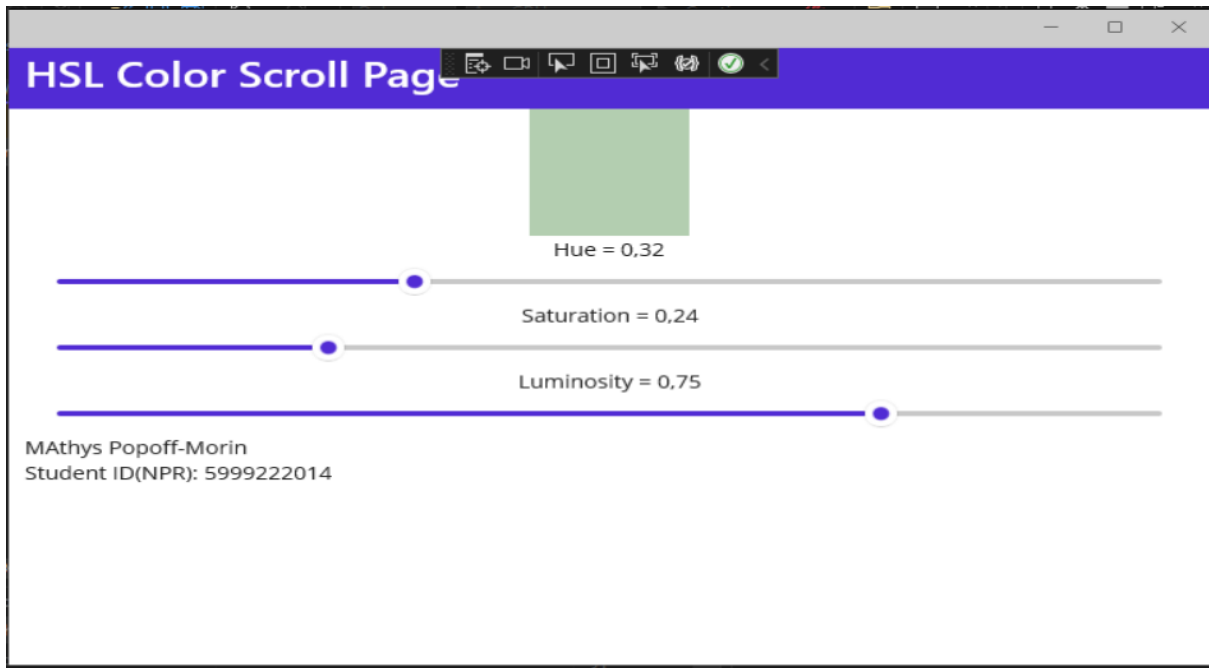 HSL Color Scroll Page
Hue = 0,32
Saturation = 0,24
Luminosity = 0,75
MAthys Popoff-Morin
Student ID(NPR): 5999222014